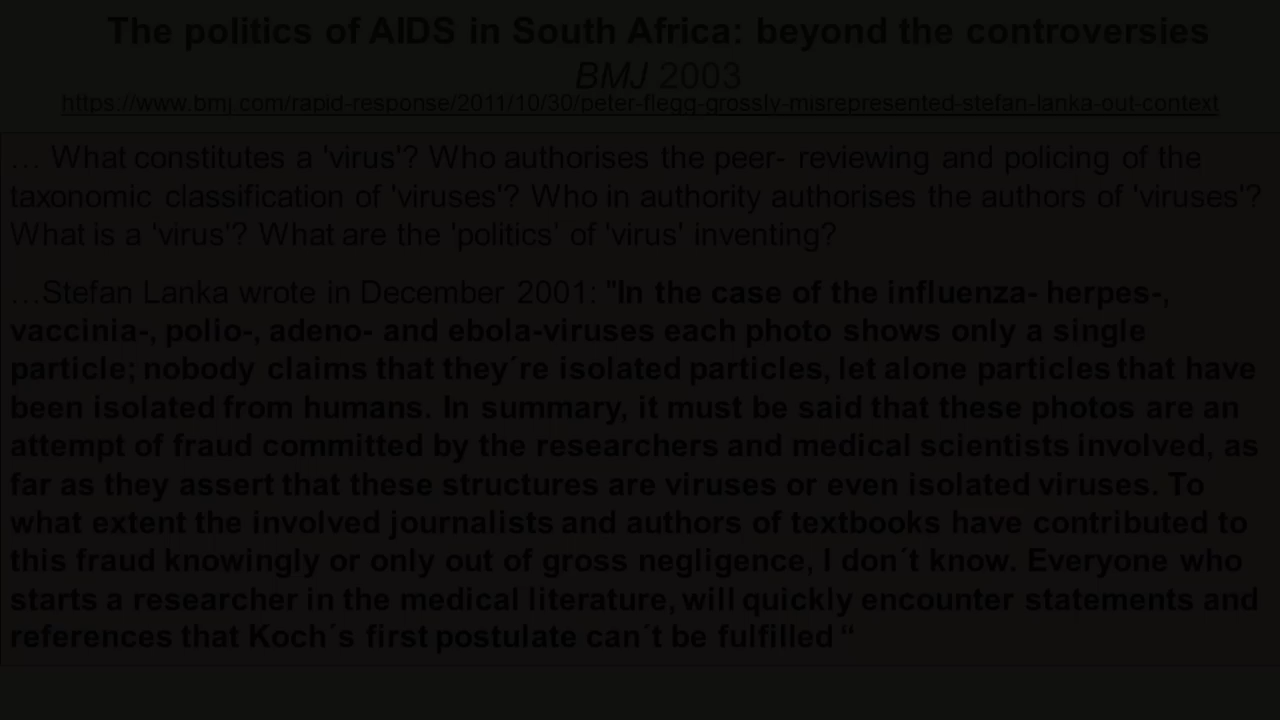 The politics of AIDS in South Africa: beyond the controversies
BMJ 2003
https://www.bmj.com/rapid-response/2011/10/30/peter-flegg-grossly-misrepresented-stefan-lanka-out-context
… What constitutes a 'virus'? Who authorises the peer- reviewing and policing of the
taxonomic classification of 'viruses'? Who in authority authorises the authors of 'viruses'?
What is a 'virus'? What are the 'politics' of 'virus' inventing?
…Stefan Lanka wrote in December 2001: "In the case of the influenza- herpes-,
vaccinia-, polio-, adeno- and ebola-viruses each photo shows only a single
particle; nobody claims that they´re isolated particles, let alone particles that have
been isolated from humans. In summary, it must be said that these photos are an
attempt of fraud committed by the researchers and medical scientists involved, as
far as they assert that these structures are viruses or even isolated viruses. To
what extent the involved journalists and authors of textbooks have contributed to
this fraud knowingly or only out of gross negligence, I don´t know. Everyone who
starts a researcher in the medical literature, will quickly encounter statements and
references that Koch´s first postulate can´t be fulfilled “